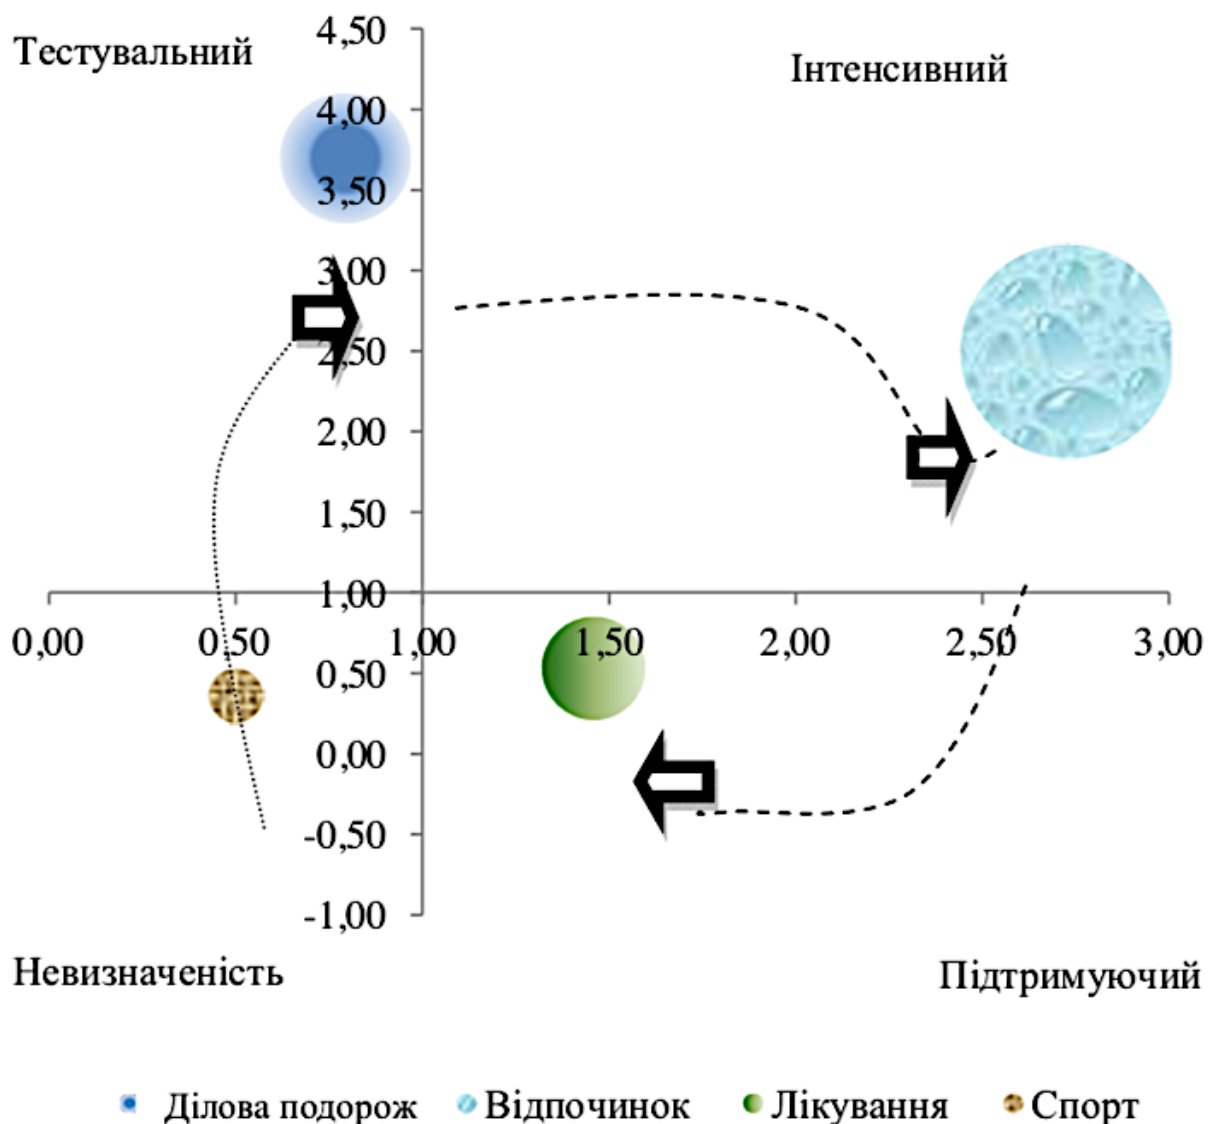 4,50
Тестувальний
Інтенсивний
4,00
3,50
3,00
2,50
2,00
1,50
1,00
0,00 0,50 1,00 1,50 2,00 2,50 3,00
0,50
0,00
-0,50
-1,00
Невизначеність
Підтримуючий
Ділова подорож Відпочинок Лікування Спорт